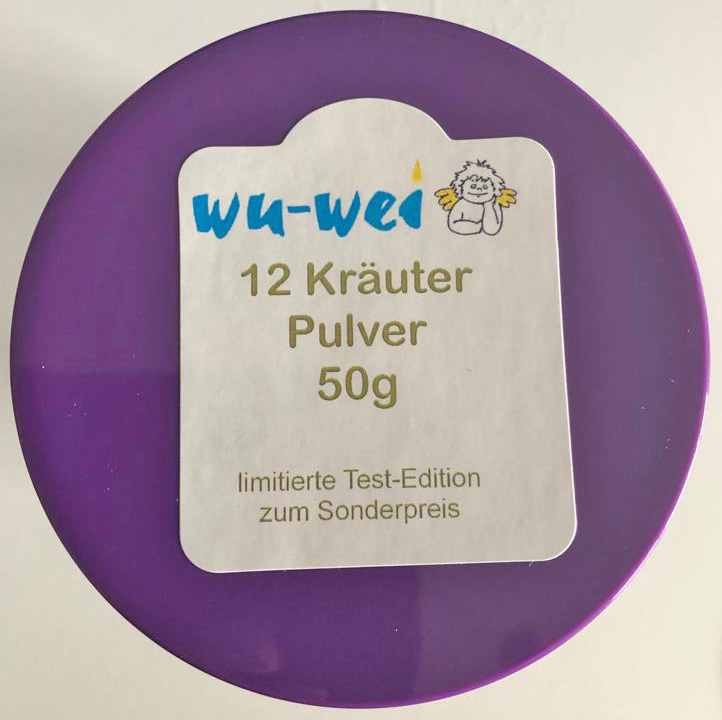 wu-wei
12 Kräuter
Pulver
50g
limitierte Test-Edition
zum Sonderpreis